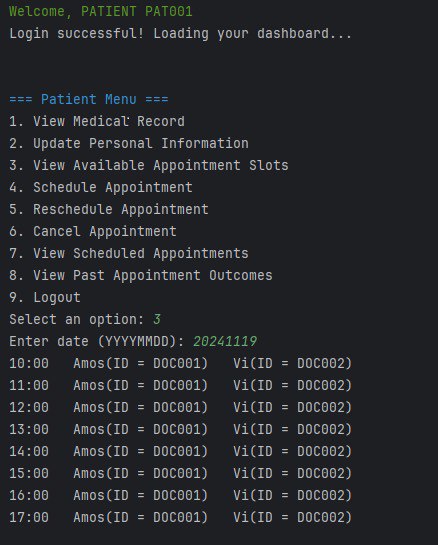 Welcome, PATIENT PAT001
Login successful! Loading your dashboard...
=== Patient Menu ===
1. View Medical Record
2. Update Personal Information
3. View Available Appointment Slots
4. Schedule Appointment
5. Reschedule Appointment
6. Cancel Appointment
7. View Scheduled Appointments
8. View Past Appointment Outcomes
9. Logout
Select an option: 3
Enter date (YYYYMMDD): 20241119
10:00   Amos(ID = DOC001)   Vi(ID = DOC002)
11:00   Amos(ID = DOC001)   Vi(ID = DOC002)
12:00   Amos(ID = DOC001)   Vi(ID = DOC002)
13:00   Amos(ID = DOC001)   Vi(ID = DOC002)
14:00   Amos(ID = DOC001)   Vi(ID = DOC002)
15:00   Amos(ID = DOC001)   Vi(ID = DOC002)
16:00   Amos(ID = DOC001)   Vi(ID = DOC002)
17:00   Amos(ID = DOC001)   Vi(ID = DOC002)